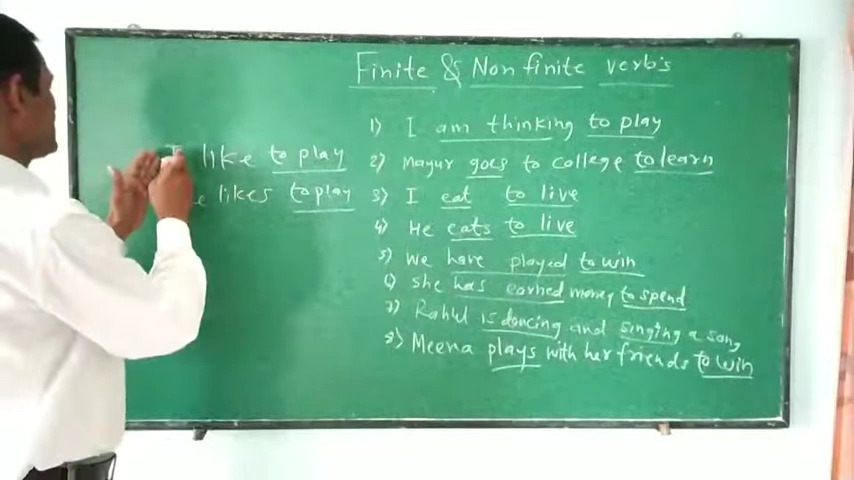 Finite & Non finite verb's
I like to play
e likes to play
1) I am thinking to play
2) Mayur goes to college to learn
3) I eat to live
4) He eats to live
5) we have played to win
6) she has earned money to spend
7) Rahul is dancing and singing a song
8) Meena plays with her friends to win